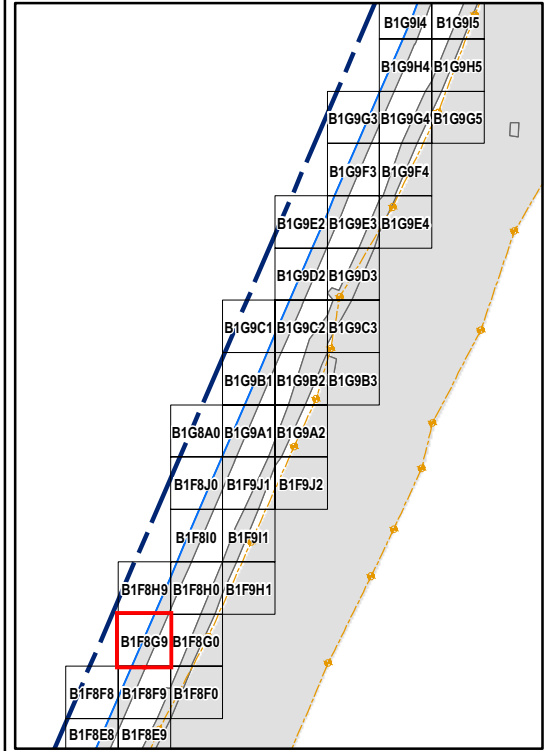 B1G9I4 B1G9I5
B1G9H4 B1G9H5
B1G9G3 B1G9G4 B1G9G5
B1G9F3 B1G9F4
B1G9E2 B1G9E3 B1G9E4
B1G9D2 B1G9D3
B1G9C1 B1G9C2 B1G9C3
B1G9B1 B1G9B2 B1G9B3
B1G8A0 B1G9A1 B1G9A2
B1F8J0 B1F9J1 B1F9J2
B1F8I0 B1F9I1
B1F8H9 B1F8H0 B1F9H1
B1F8G9 B1F8G0
B1F8F8 B1F8F9 B1F8F0
B1F8E8 B1F8E9